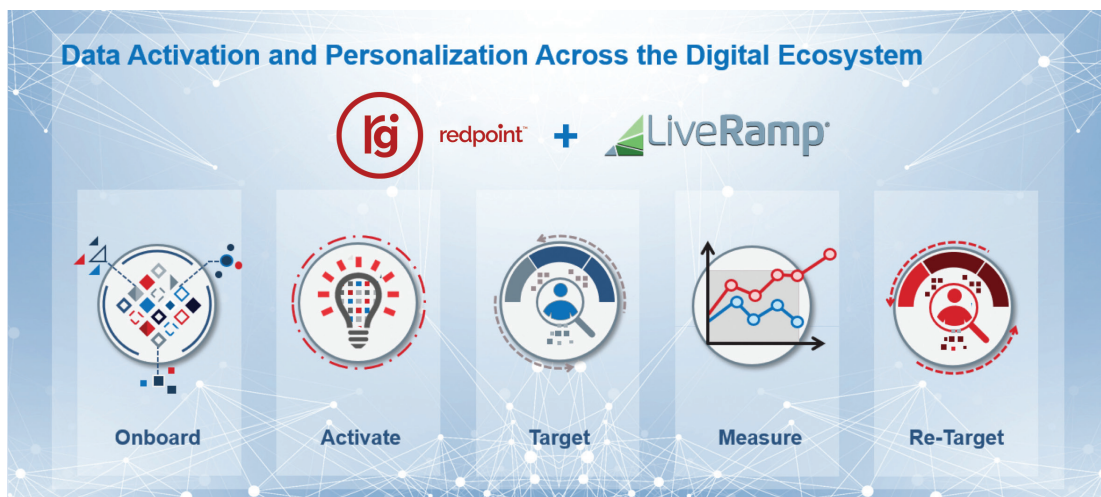 Data Activation and Personalization Across the Digital Ecosystem
rg redpoint™ + LiveRamp
Onboard Activate Target Measure Re-Target